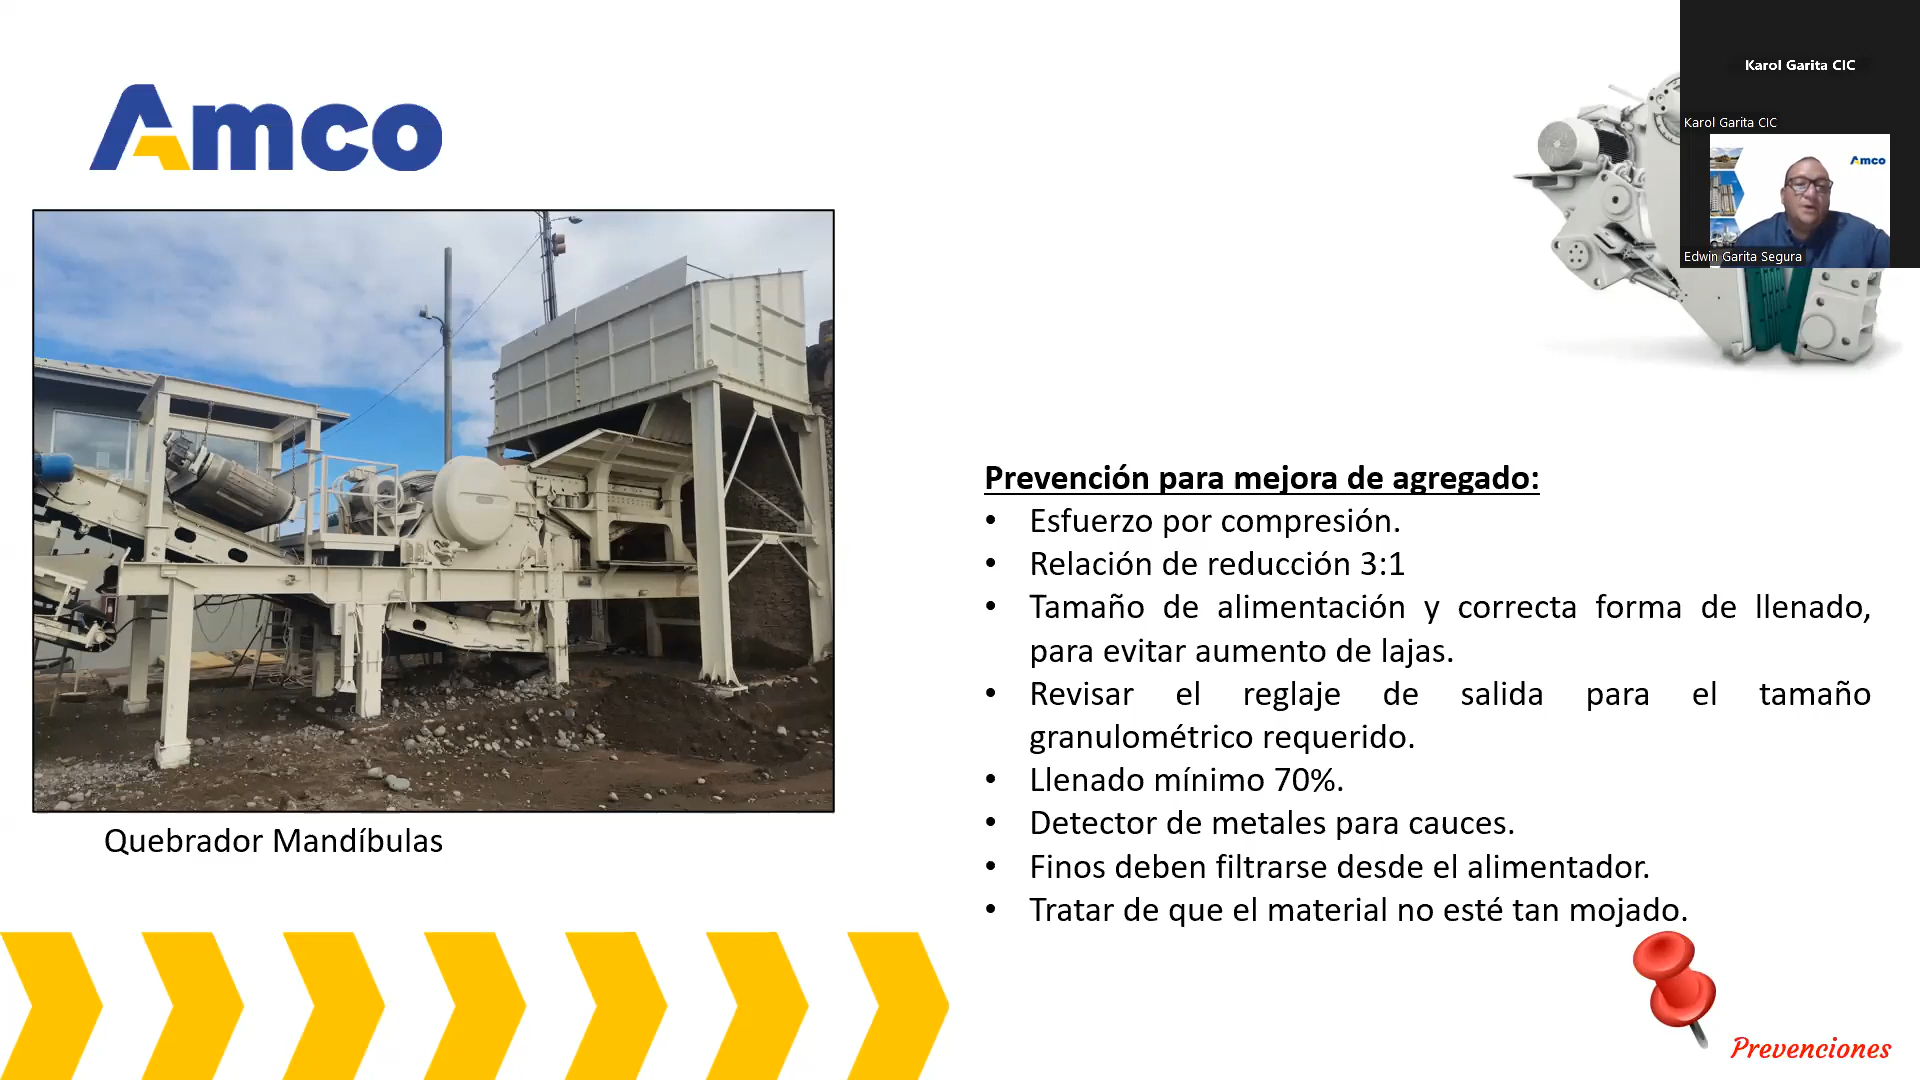 Karol Garita CIC
Karol Garita CIC
Amco
Amco
Edwin Garita Segura
Prevención para mejora de agregado:
• Esfuerzo por compresión.
• Relación de reducción 3:1
• Tamaño de alimentación y correcta forma de llenado,
para evitar aumento de lajas.
• Revisar el reglaje de salida para el tamaño
granulométrico requerido.
• Llenado mínimo 70%.
• Detector de metales para cauces.
• Finos deben filtrarse desde el alimentador.
• Tratar de que el material no esté tan mojado.
Quebrador Mandíbulas
Prevenciones